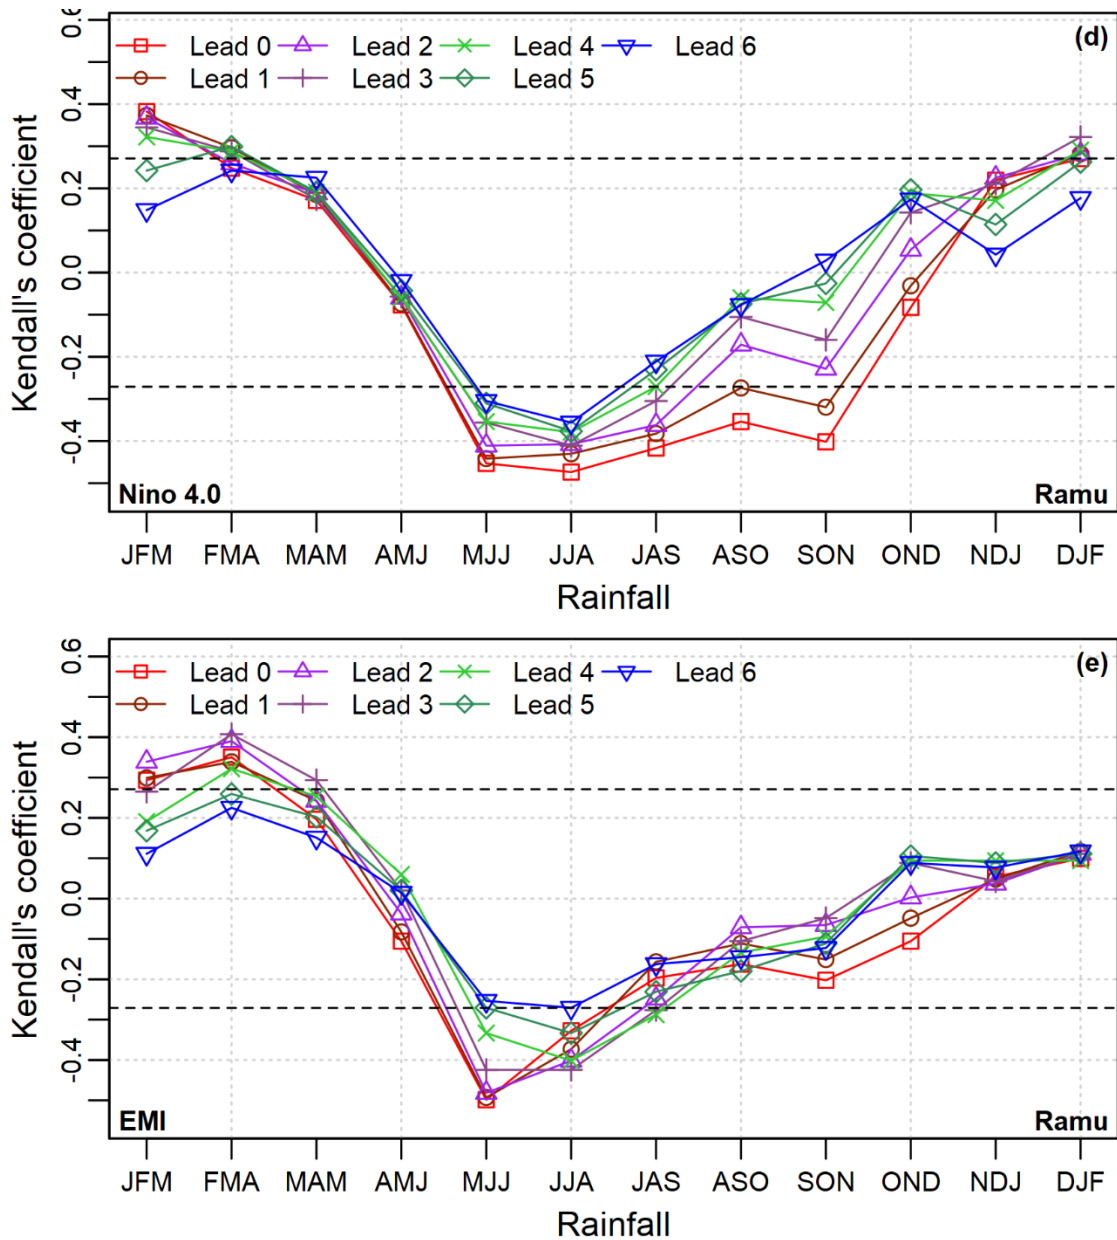 (d)
Lead 0 Lead 2 Lead 4 Lead 6
Lead 1 Lead 3 Lead 5
0.6
0.4
0.2
0.0
-0.2
-0.4
Kendall's coefficient
Nino 4.0 Ramu
JFM FMA MAM AMJ MJJ JJA JAS ASO SON OND NDJ DJF
Rainfall
(e)
Lead 0 Lead 2 Lead 4 Lead 6
Lead 1 Lead 3 Lead 5
0.6
0.4
0.2
0.0
-0.2
-0.4
Kendall's coefficient
EMI Ramu
JFM FMA MAM AMJ MJJ JJA JAS ASO SON OND NDJ DJF
Rainfall